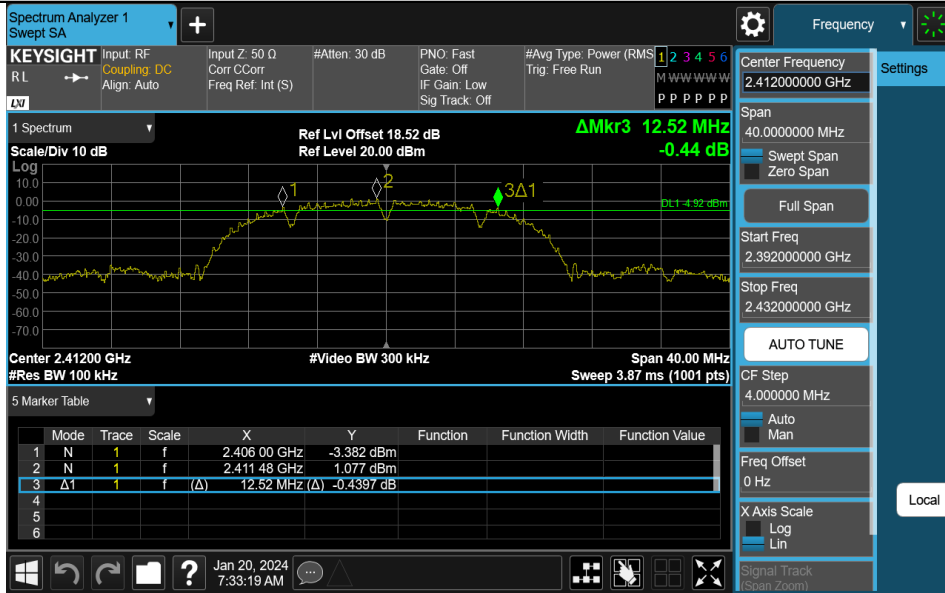 Spectrum Analyzer 1
Swept SA
+
Frequency
KEYSIGHT
RL
LXI
Input: RF
Coupling: DC
Align: Auto
Input Z: 50 Ω
Corr CCorr
Freq Ref: Int (S)
#Atten: 30 dB
PNO: Fast
Gate: Off
IF Gain: Low
Sig Track: Off
#Avg Type: Power (RMS
Trig: Free Run
1 2 3 4 5 6
M W W W W W
P P P P P P
1 Spectrum
Scale/Div 10 dB
Ref Lvl Offset 18.52 dB
Ref Level 20.00 dBm
ΔMkr3 12.52 MHz
-0.44 dB
Log
10.0
0.00
-10.0
-20.0
-30.0
-40.0
-50.0
-60.0
-70.0
1
2
3Δ1
DL1 -4.92 dBm
Center 2.41200 GHz
#Res BW 100 kHz
#Video BW 300 kHz
Span 40.00 MHz
Sweep 3.87 ms (1001 pts)
5 Marker Table
Mode Trace Scale X Y Function Function Width Function Value
1 N 1 f 2.406 00 GHz -3.382 dBm
2 N 1 f 2.411 48 GHz 1.077 dBm
3 Δ1 1 f (Δ) 12.52 MHz (Δ) -0.4397 dB
4
5
6
?
Jan 20, 2024
7:33:19 AM
Center Frequency
2.412000000 GHz
Span
40.0000000 MHz
Swept Span
Zero Span
Full Span
Start Freq
2.392000000 GHz
Stop Freq
2.432000000 GHz
AUTO TUNE
CF Step
4.000000 MHz
Auto
Man
Freq Offset
0 Hz
X Axis Scale
Log
Lin
Signal Track
(Span Zoom)
Settings
Local